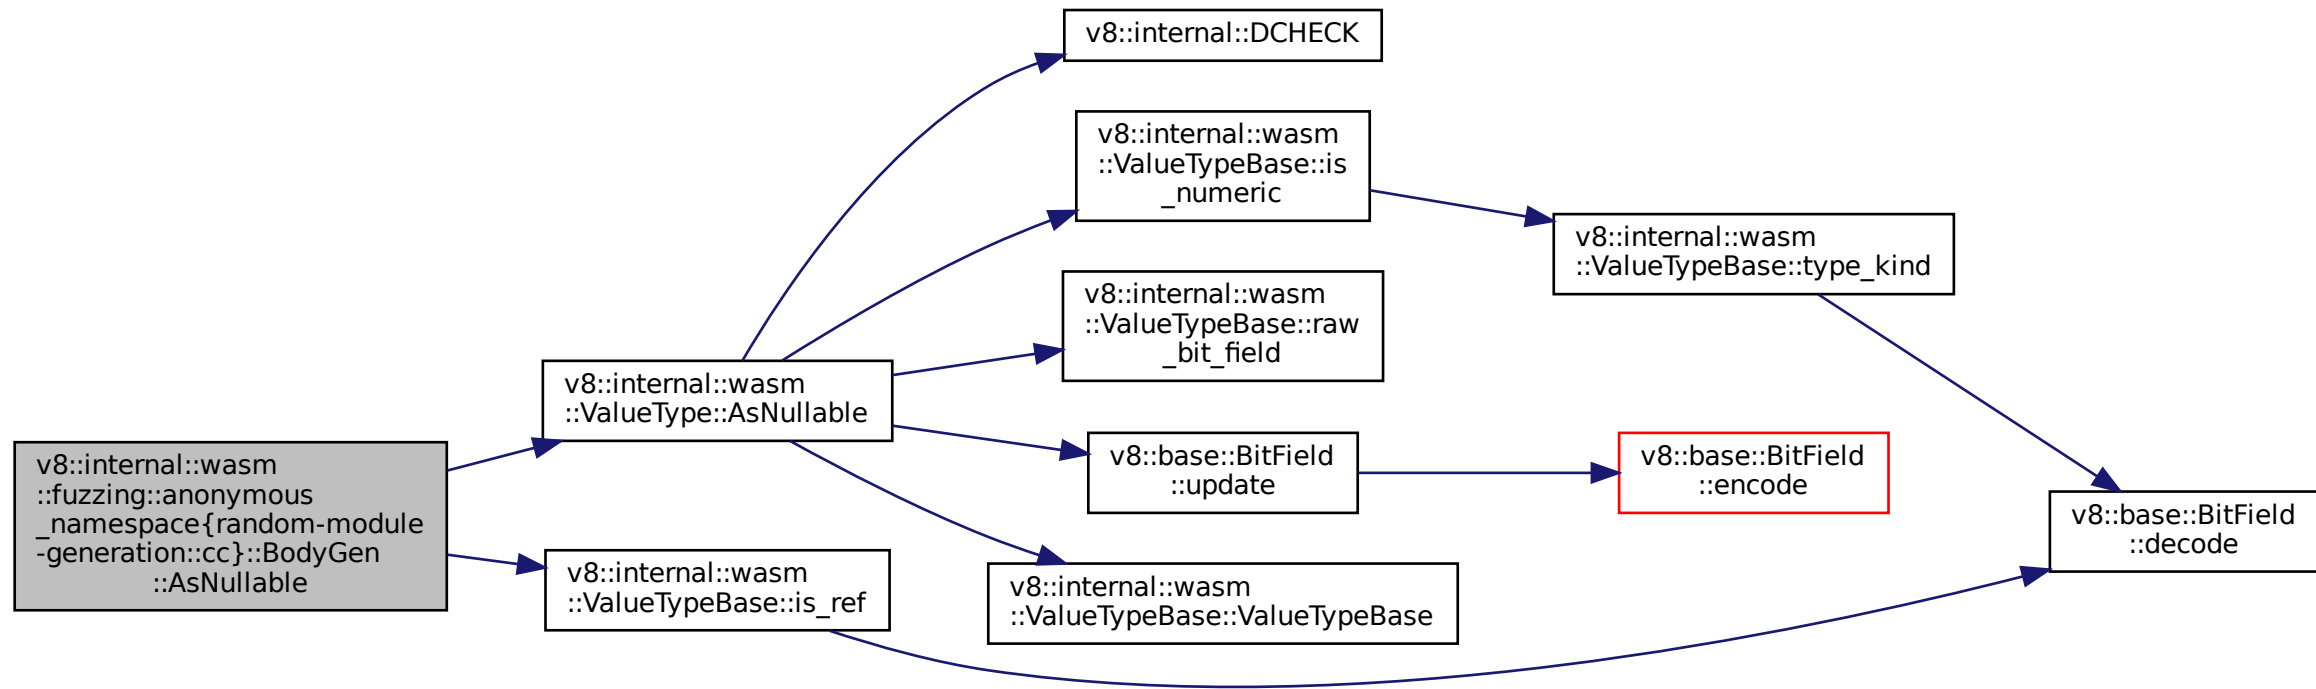 v8::internal::DCHECK
v8::internal::wasm
::ValueTypeBase::is
_numeric
v8::internal::wasm
::ValueTypeBase::type_kind
v8::internal::wasm
::ValueTypeBase::raw
_bit_field
v8::internal::wasm
::ValueType::AsNullable
v8::base::BitField
::update
v8::base::BitField
::encode
v8::internal::wasm
::fuzzing::anonymous
_namespace{random-module
-generation::cc}::BodyGen
::AsNullable
v8::base::BitField
::decode
v8::internal::wasm
::ValueTypeBase::is_ref
v8::internal::wasm
::ValueTypeBase::ValueTypeBase